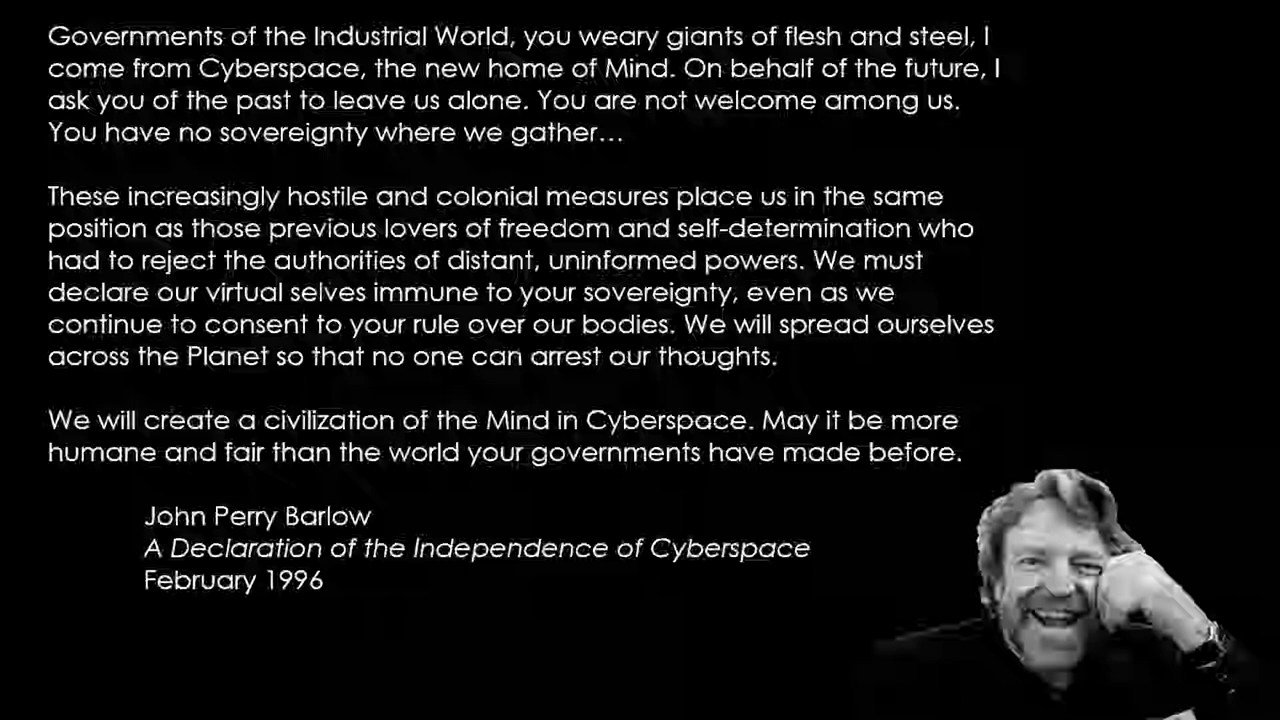 Governments of the Industrial World, you weary giants of flesh and steel, I
come from Cyberspace, the new home of Mind. On behalf of the future, I
ask you of the past to leave us alone. You are not welcome among us.
You have no sovereignty where we gather...
These increasingly hostile and colonial measures place us in the same
position as those previous lovers of freedom and self-determination who
had to reject the authorities of distant, uninformed powers. We must
declare our virtual selves immune to your sovereignty, even as we
continue to consent to your rule over our bodies. We will spread ourselves
across the Planet so that no one can arrest our thoughts.
We will create a civilization of the Mind in Cyberspace. May it be more
humane and fair than the world your governments have made before.
John Perry Barlow
A Declaration of the Independence of Cyberspace
February 1996